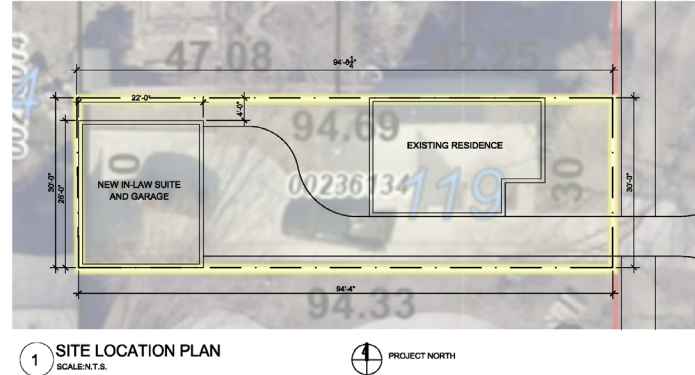 47.08
42.25
94'-8½"
22'-0"
4'-0"
94.69
EXISTING RESIDENCE
00236134
119
NEW IN-LAW SUITE
AND GARAGE
30'-0"
26'-0"
30
30'-0"
94'-4"
94.33
1
SITE LOCATION PLAN
SCALE:N.T.S.
PROJECT NORTH